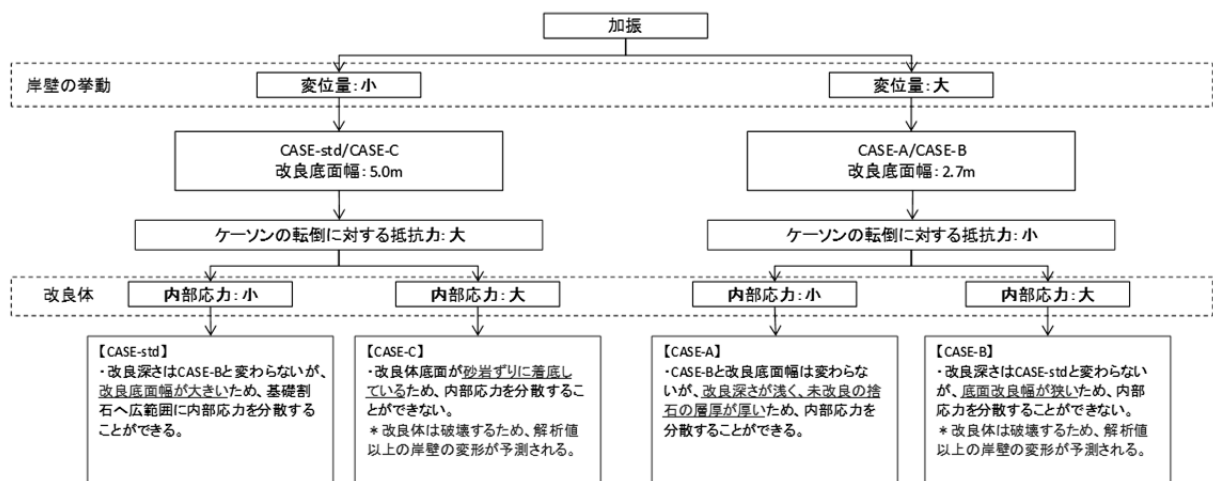 加振
岸壁の挙動
変位量：小
変位量：大
CASE-std/CASE-C
改良底面幅：5.0m
CASE-A/CASE-B
改良底面幅：2.7m
ケーソンの転倒に対する抵抗力：大
ケーソンの転倒に対する抵抗力：小
改良体
内部応力：小
内部応力：大
内部応力：小
内部応力：大
【CASE-std】
・改良深さはCASE-Bと変わらないが、
改良底面幅が大きいため、基礎割
石へ広範囲に内部応力を分散する
ことができる。
【CASE-C】
・改良体底面が砂岩ずりに着底し
ているため、内部応力を分散するこ
とができない。
＊改良体は破壊するため、解析値
以上の岸壁の変形が予測される。
【CASE-A】
・CASE-Bと改良底面幅は変わら
ないが、改良深さが浅く、未改良の捨
石の層厚が厚いため、内部応力を
分散することができる。
【CASE-B】
・改良深さはCASE-stdと変わらない
が、底面改良幅が狭いため、内部
応力を分散することができない。
＊改良体は破壊するため、解析値
以上の岸壁の変形が予測される。